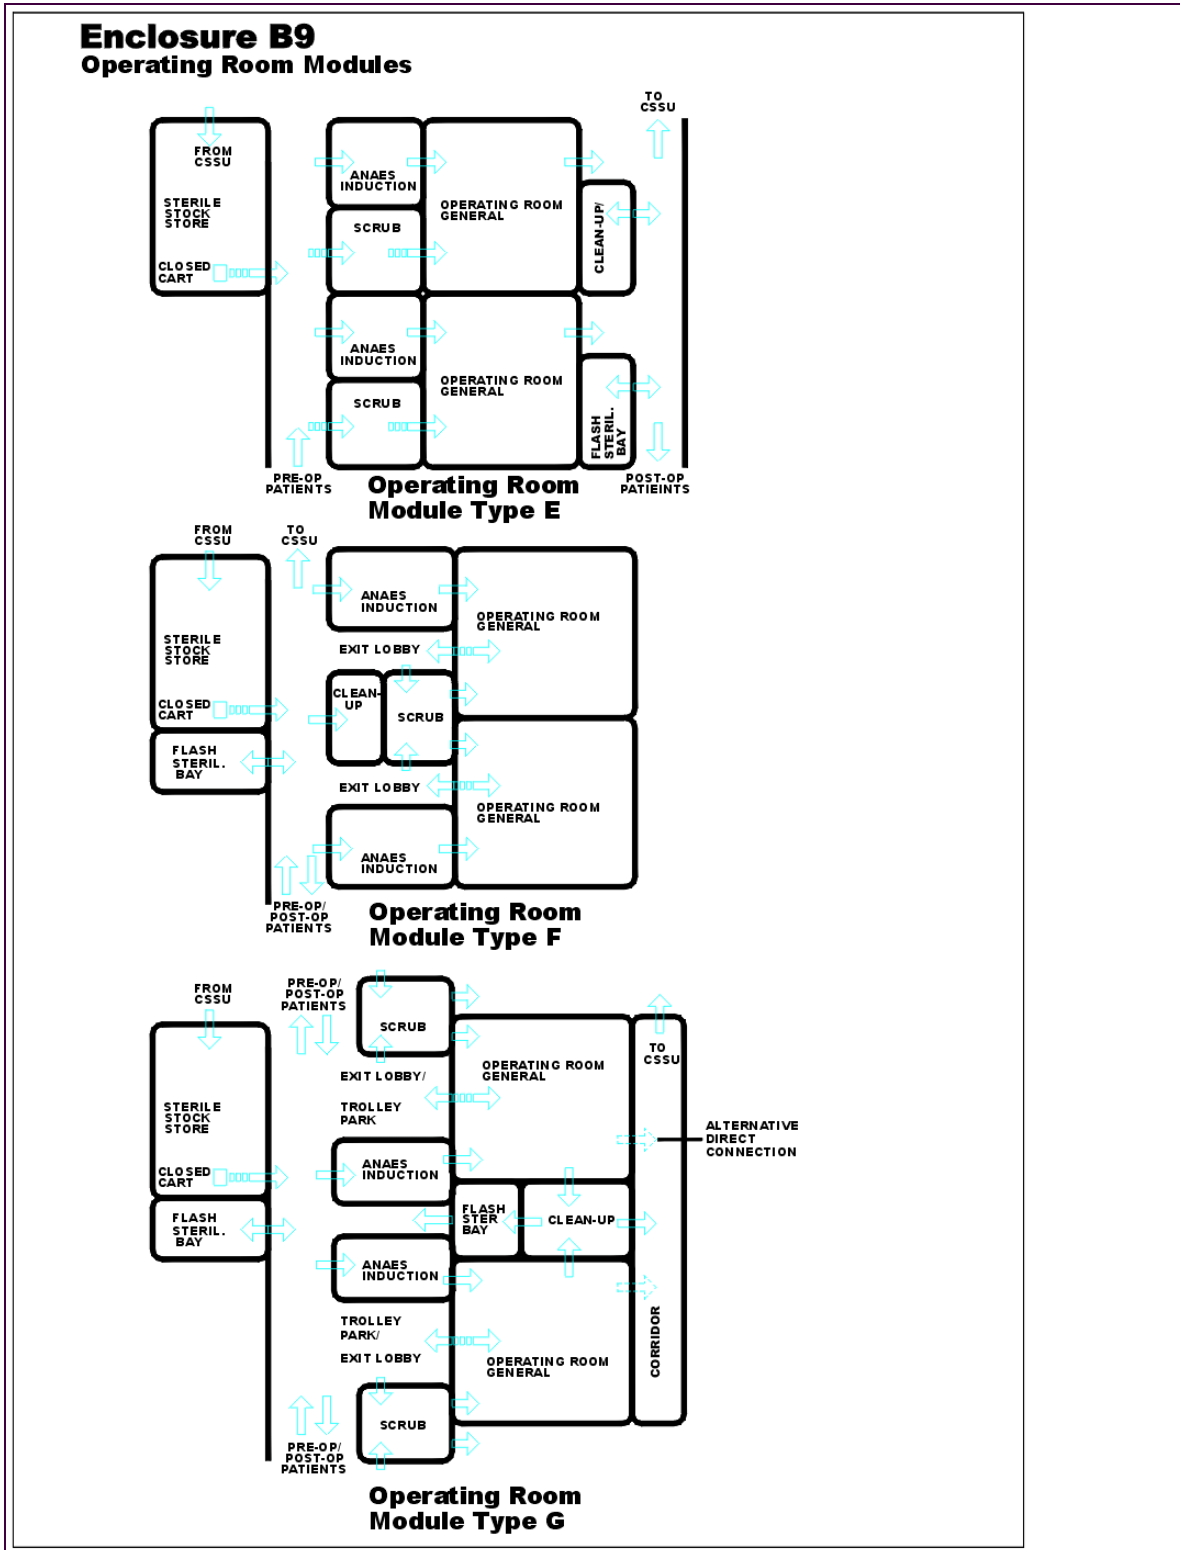 Enclosure B9
Operating Room Modules
TO
CSSU
FROM
CSSU
STERILE
STOCK
STORE
CLOSED
CART
ANAES
INDUCTION
SCRUB
OPERATING ROOM
GENERAL
CLEAN-UP/
ANAES
INDUCTION
SCRUB
OPERATING ROOM
GENERAL
FLASH
STERIL.
BAY
PRE-OP
PATIENTS
POST-OP
PATIEINTS
Operating Room
Module Type E
FROM
CSSU
TO
CSSU
STERILE
STOCK
STORE
CLOSED
CART
FLASH
STERIL.
BAY
ANAES
INDUCTION
OPERATING ROOM
GENERAL
EXIT LOBBY
CLEAN-
UP
SCRUB
EXIT LOBBY
OPERATING ROOM
GENERAL
ANAES
INDUCTION
PRE-OP/
POST-OP
PATIENTS
Operating Room
Module Type F
FROM
CSSU
PRE-OP/
POST-OP
PATIENTS
SCRUB
STERILE
STOCK
STORE
CLOSED
CART
FLASH
STERIL.
BAY
EXIT LOBBY/
TROLLEY
PARK
OPERATING ROOM
GENERAL
TO
CSSU
ALTERNATIVE
DIRECT
CONNECTION
ANAES
INDUCTION
FLASH
STER
BAY
CLEAN-UP
ANAES
INDUCTION
TROLLEY
PARK/
EXIT LOBBY
OPERATING ROOM
GENERAL
CORRIDOR
SCRUB
PRE-OP/
POST-OP
PATIENTS
Operating Room
Module Type G